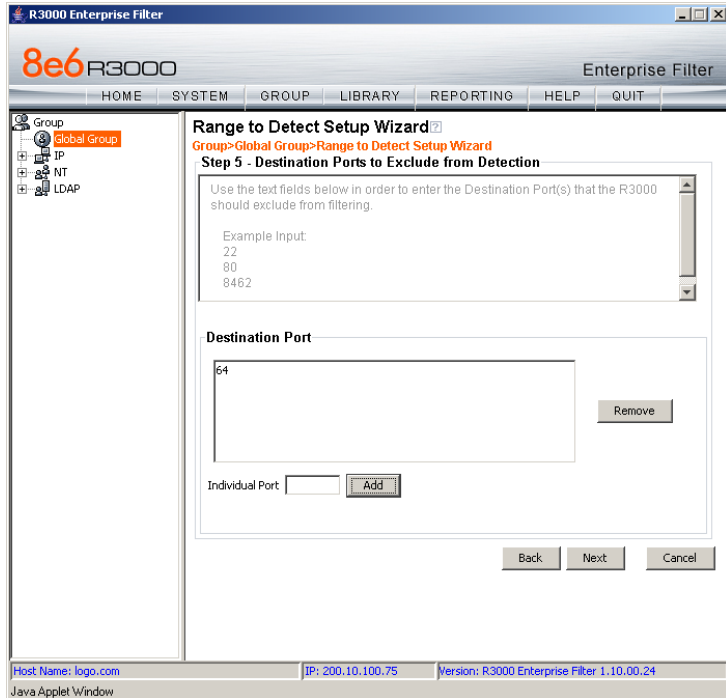 R3000 Enterprise Filter
8e6 R3000
Enterprise Filter
HOME SYSTEM GROUP LIBRARY REPORTING HELP QUIT
Group
Global Group
IP
NT
LDAP
Range to Detect Setup Wizard ?
Group>Global Group>Range to Detect Setup Wizard
Step 5 - Destination Ports to Exclude from Detection
Use the text fields below in order to enter the Destination Port(s) that the R3000
should exclude from filtering.
Example Input:
22
80
8462
Destination Port
64
Remove
Individual Port
Add
Back Next Cancel
Host Name: logo.com IP: 200.10.100.75 Version: R3000 Enterprise Filter 1.10.00.24
Java Applet Window